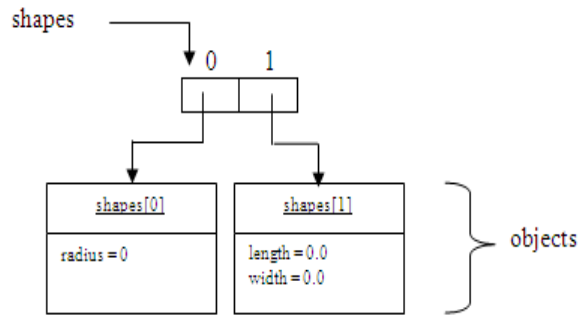 shapes
0 1
shapes[0] shapes[1]
radius = 0
length = 0.0
width = 0.0
objects